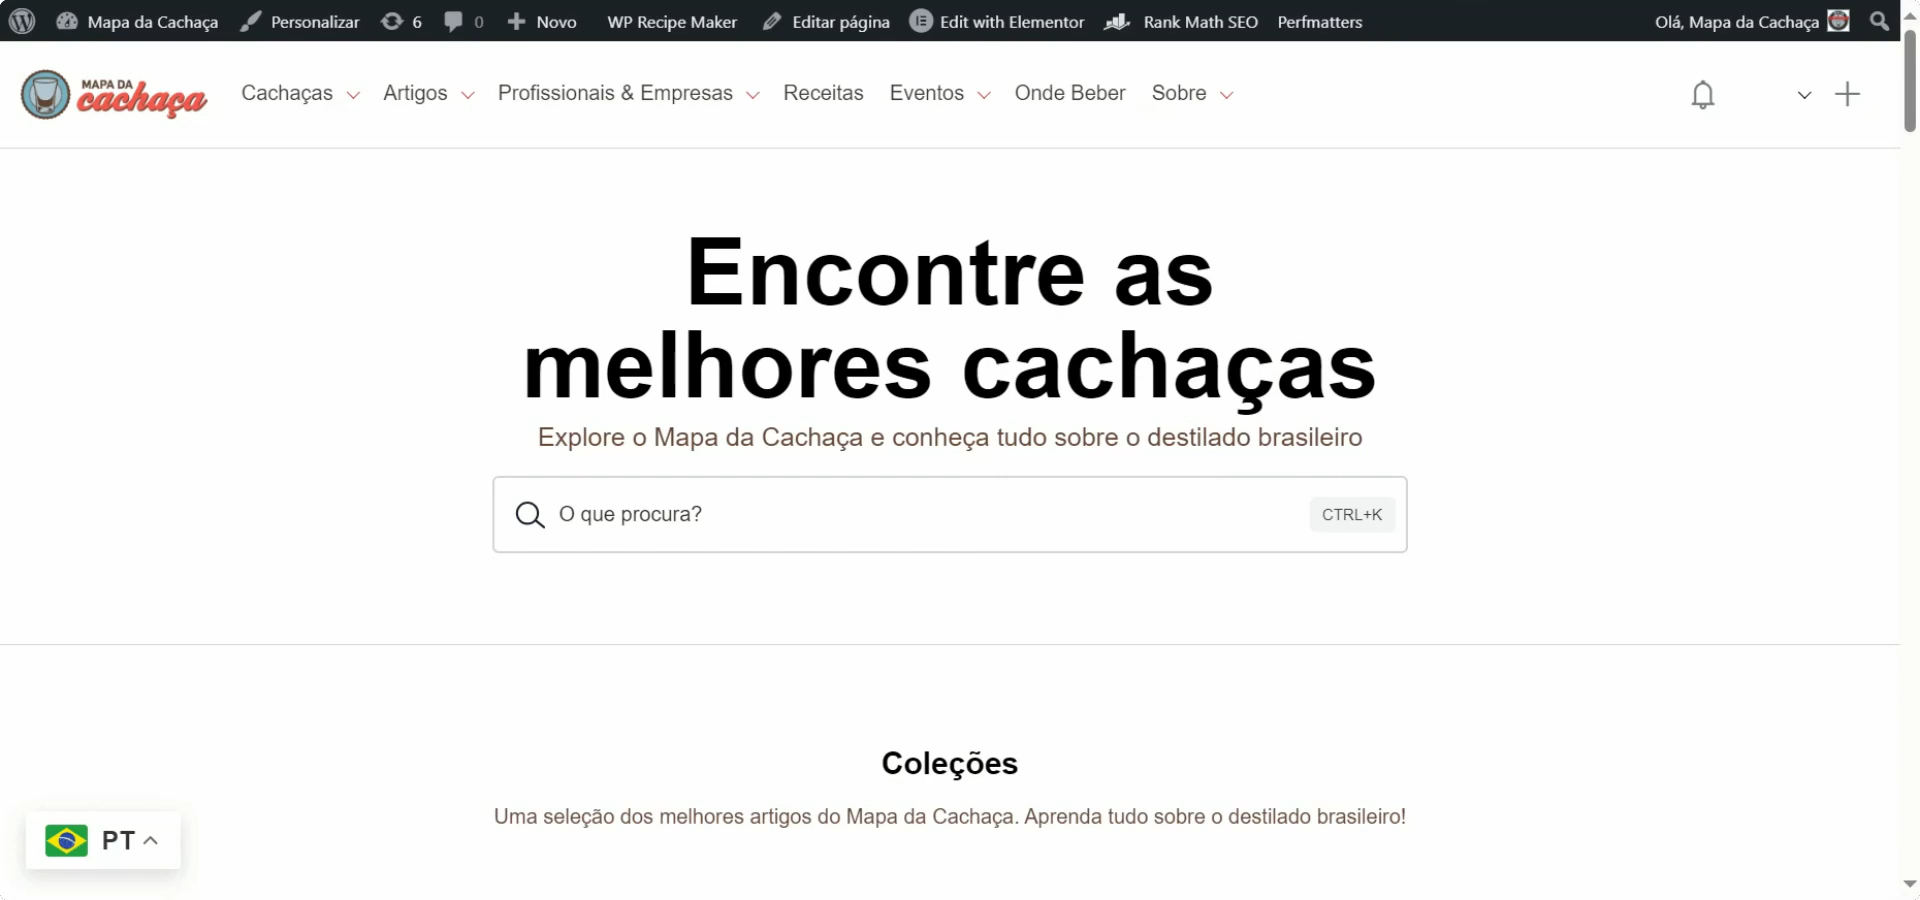 Mapa da Cachaça Personalizar 6 0 Novo WP Recipe Maker Editar página Edit with Elementor Rank Math SEO Perfmatters Olá, Mapa da Cachaça
MAPA DA
cachaça
Cachaças Artigos Profissionais & Empresas Receitas Eventos Onde Beber Sobre
Encontre as
melhores cachaças
Explore o Mapa da Cachaça e conheça tudo sobre o destilado brasileiro
O que procura? CTRL+K
Coleções
Uma seleção dos melhores artigos do Mapa da Cachaça. Aprenda tudo sobre o destilado brasileiro!
PT